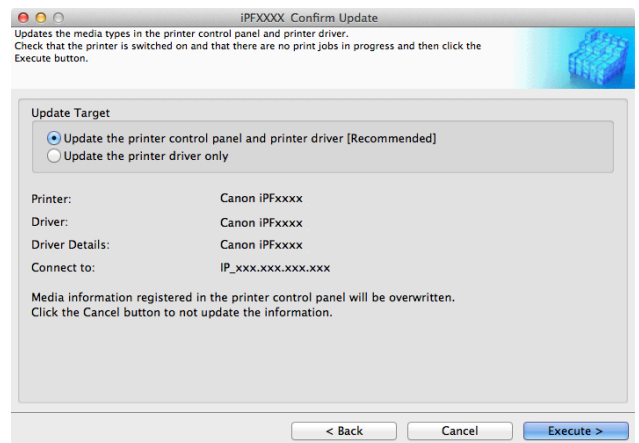 iPFXXXX Confirm Update
Updates the media types in the printer control panel and printer driver.
Check that the printer is switched on and that there are no print jobs in progress and then click the
Execute button.
Update Target
Update the printer control panel and printer driver [Recommended]
Update the printer driver only
Printer: Canon iPFxxxx
Driver: Canon iPFxxxx
Driver Details: Canon iPFxxxx
Connect to: IP_xxx.xxx.xxx.xxx
Media information registered in the printer control panel will be overwritten.
Click the Cancel button to not update the information.
< Back Cancel Execute >